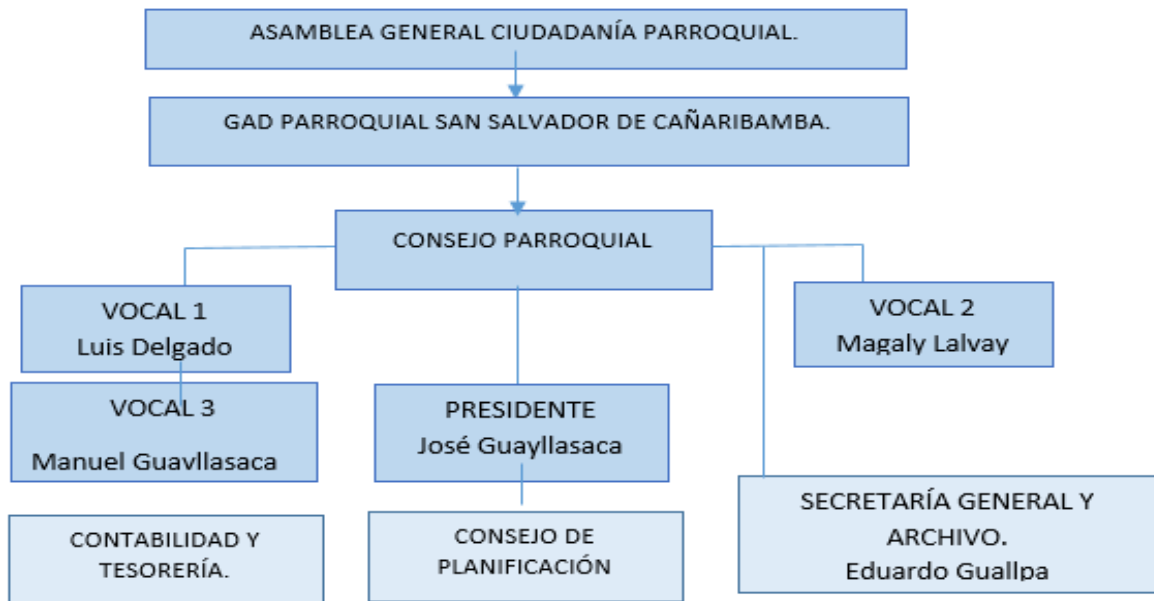 ASAMBLEA GENERAL CIUDADANÍA PARROQUIAL.
GAD PARROQUIAL SAN SALVADOR DE CAÑARIBAMBA.
CONSEJO PARROQUIAL
VOCAL 1
Luis Delgado
VOCAL 2
Magaly Lalvay
VOCAL 3
Manuel Guayllasaca
PRESIDENTE
José Guayllasaca
CONTABILIDAD Y
TESORERÍA.
CONSEJO DE
PLANIFICACIÓN
SECRETARÍA GENERAL Y
ARCHIVO.
Eduardo Guallpa